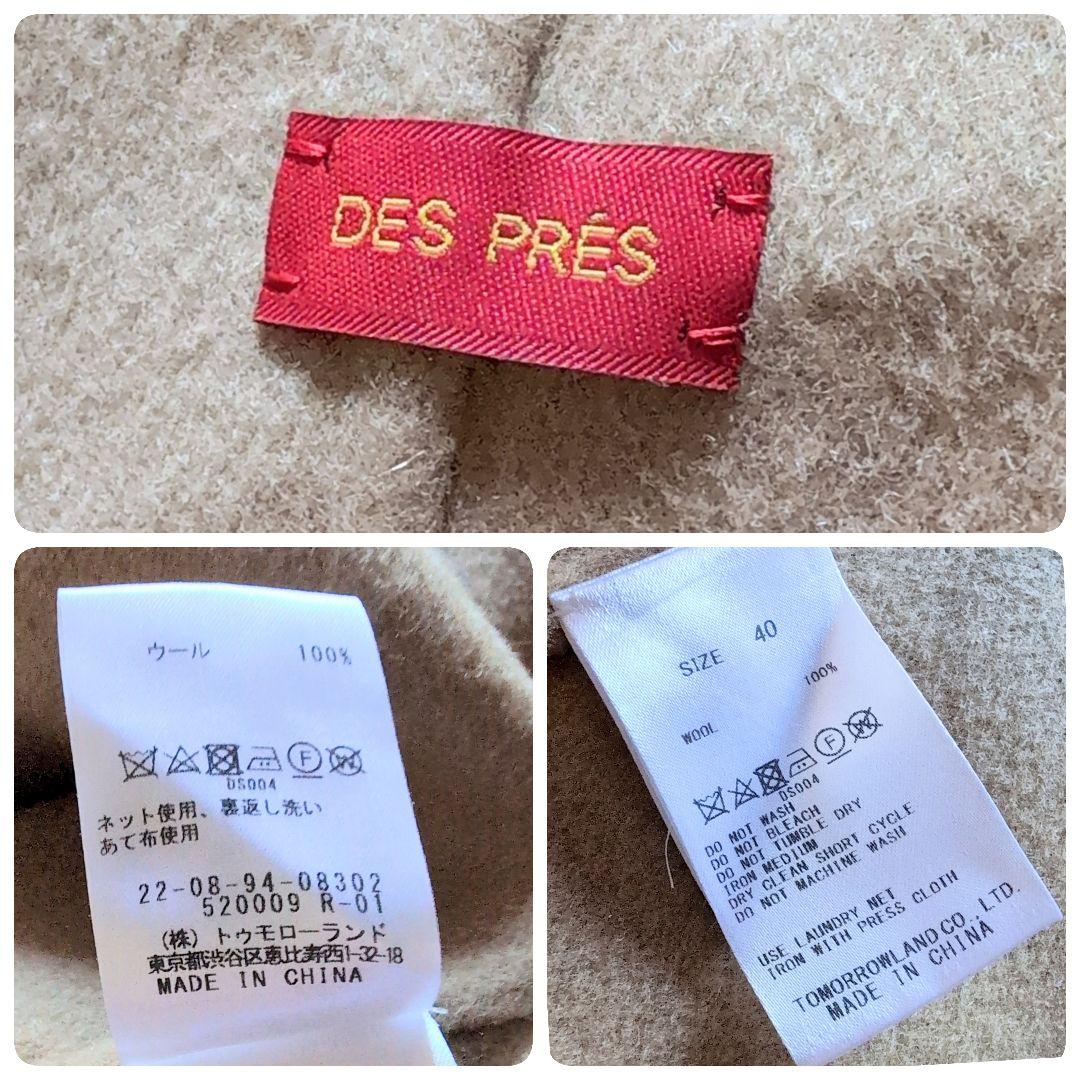 DES PRÉS
ウール 100%
DS004
ネット使用、裏返し洗い
あて布使用
22-08-94-08302
520009 R-01
(株) トゥモローランド
東京都渋谷区恵比寿西1-32-18
MADE IN CHINA
SIZE 40
WOOL 100%
DS004
DO NOT WASH
DO NOT BLEACH
DO NOT TUMBLE DRY
IRON MEDIUM
DRY CLEAN SHORT CYCLE
DO NOT MACHINE WASH
USE LAUNDRY NET
IRON WITH PRESS CLOTH
TOMORROWLAND CO., LTD.
MADE IN CHINA